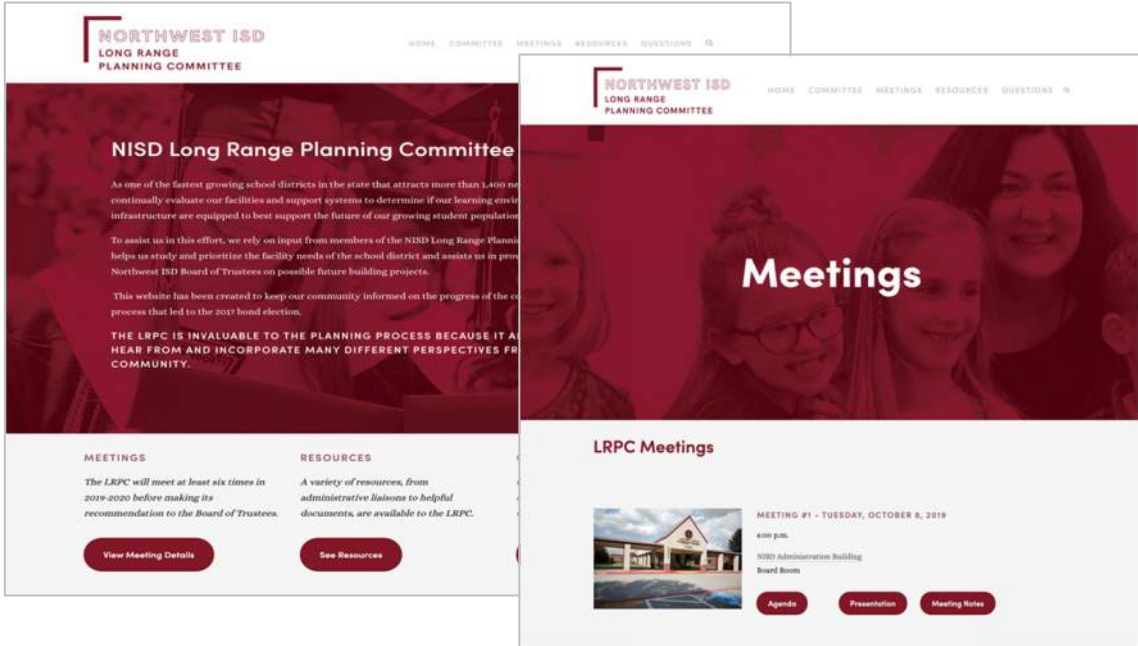 NORTHWEST ISD
LONG RANGE
PLANNING COMMITTEE
HOME COMMITTEE MEETINGS RESOURCES QUESTIONS
NISD Long Range Planning Committee
As one of the fastest growing school districts in the state that attracts more than 1,400 ne
continually evaluate our facilities and support systems to determine if our learning envir
infrastructure are equipped to best support the future of our growing student population
To assist us in this effort, we rely on input from members of the NISD Long Range Plannin
helps us study and prioritize the facility needs of the school district and assists us in prov
Northwest ISD Board of Trustees on possible future building projects.
This website has been created to keep our community informed on the progress of the co
process that led to the 2017 bond election.
THE LRPC IS INVALUABLE TO THE PLANNING PROCESS BECAUSE IT AL
HEAR FROM AND INCORPORATE MANY DIFFERENT PERSPECTIVES FR
COMMUNITY.
MEETINGS
The LRPC will meet at least six times in
2019-2020 before making its
recommendation to the Board of Trustees.
View Meeting Details
RESOURCES
A variety of resources, from
administrative liaisons to helpful
documents, are available to the LRPC.
See Resources
NORTHWEST ISD
LONG RANGE
PLANNING COMMITTEE
HOME COMMITTEE MEETINGS RESOURCES QUESTIONS
Meetings
LRPC Meetings
MEETING #1 - TUESDAY, OCTOBER 8, 2019
6:00 p.m.
NISD Administration Building
Board Room
Agenda Presentation Meeting Notes